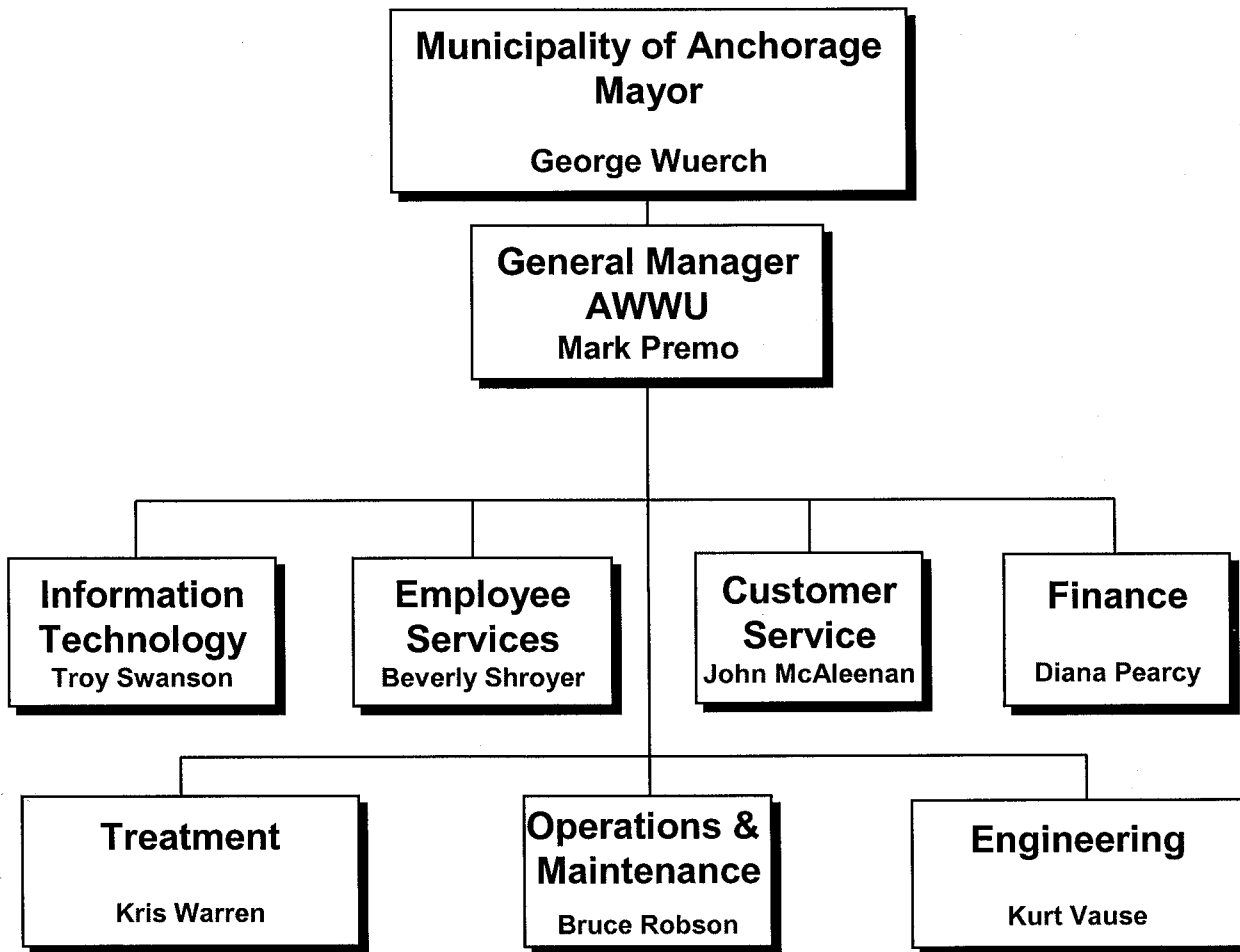 Municipality of Anchorage
Mayor
George Wuerch
General Manager
AWWU
Mark Premo
Information
Technology
Troy Swanson
Employee
Services
Beverly Shroyer
Customer
Service
John McAleenan
Finance
Diana Pearcy
Treatment
Kris Warren
Operations &
Maintenance
Bruce Robson
Engineering
Kurt Vause